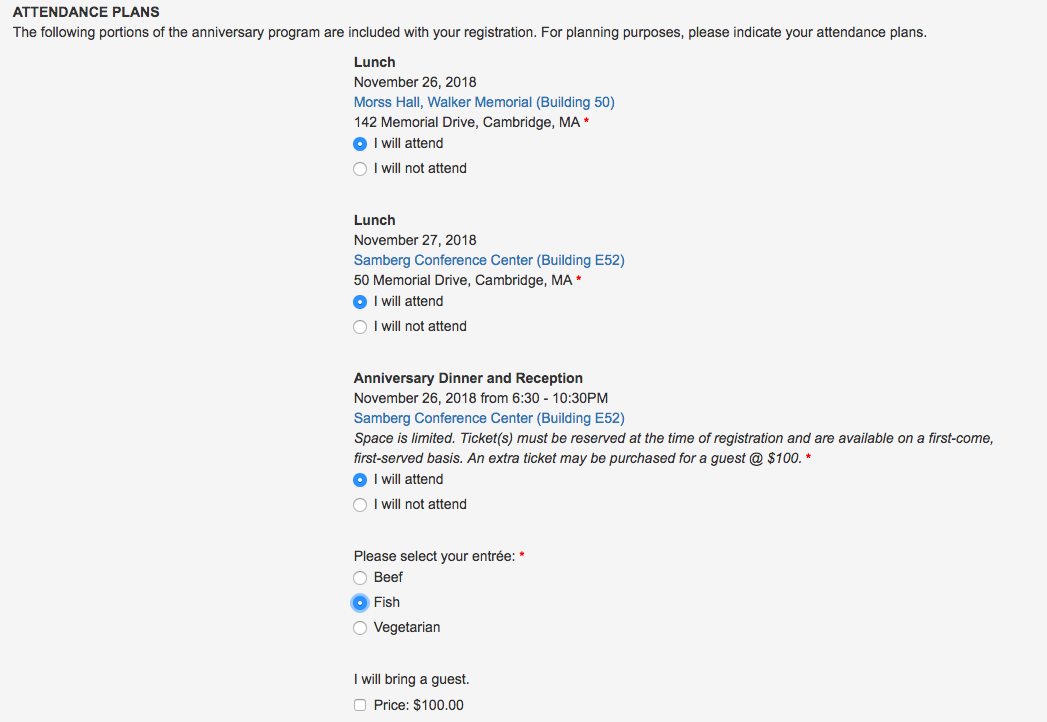 ATTENDANCE PLANS
The following portions of the anniversary program are included with your registration. For planning purposes, please indicate your attendance plans.
Lunch
November 26, 2018
Morss Hall, Walker Memorial (Building 50)
142 Memorial Drive, Cambridge, MA *
I will attend
I will not attend
Lunch
November 27, 2018
Samberg Conference Center (Building E52)
50 Memorial Drive, Cambridge, MA *
I will attend
I will not attend
Anniversary Dinner and Reception
November 26, 2018 from 6:30 - 10:30PM
Samberg Conference Center (Building E52)
Space is limited. Ticket(s) must be reserved at the time of registration and are available on a first-come,
first-served basis. An extra ticket may be purchased for a guest @ $100. *
I will attend
I will not attend
Please select your entrée: *
Beef
Fish
Vegetarian
I will bring a guest.
Price: $100.00